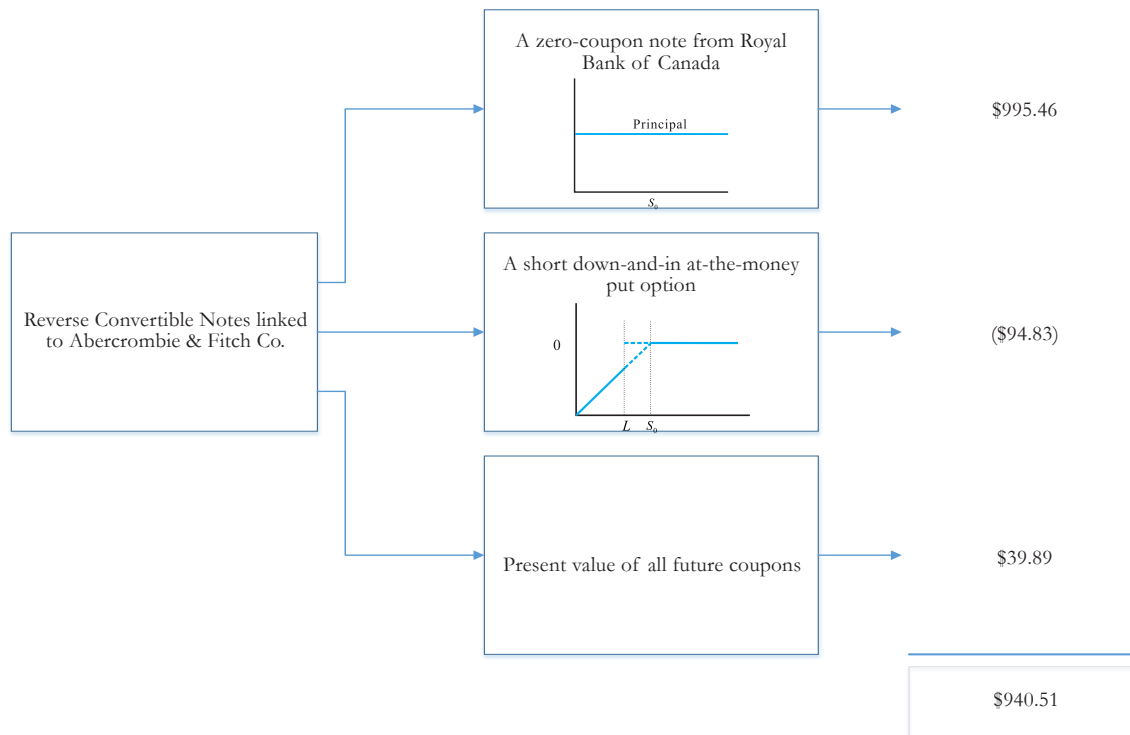 A zero-coupon note from Royal
Bank of Canada
Principal
S₀
$995.46
Reverse Convertible Notes linked
to Abercrombie & Fitch Co.
A short down-and-in at-the-money
put option
0
L
S₀
($94.83)
Present value of all future coupons
$39.89
$940.51